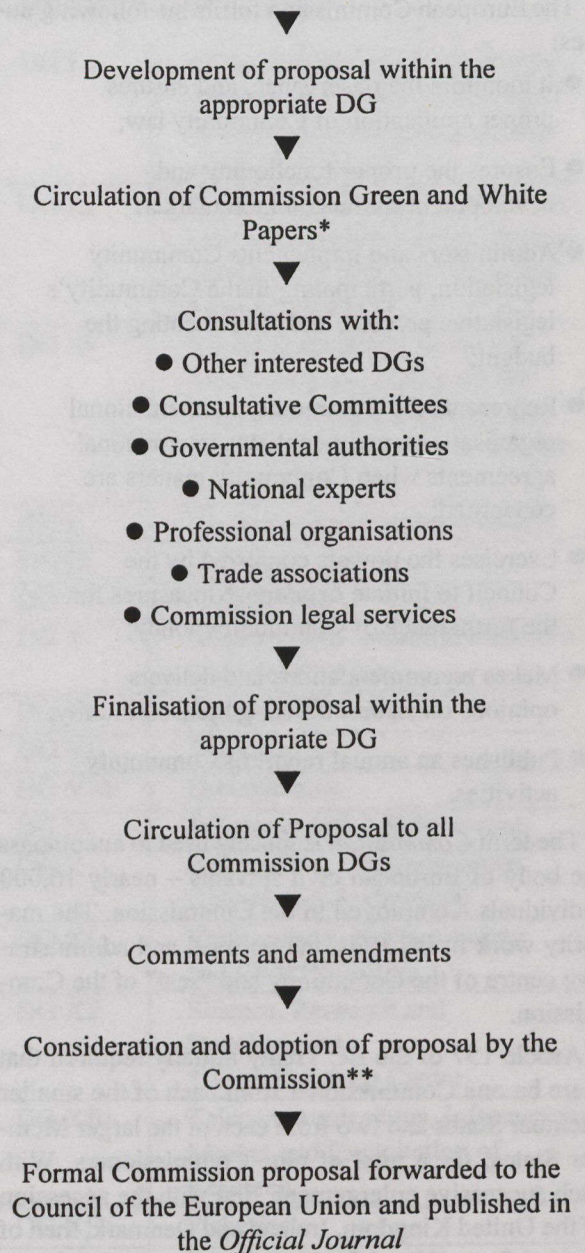 Development of proposal within the
appropriate DG
Circulation of Commission Green and White
Papers*
Consultations with:
● Other interested DGs
● Consultative Committees
● Governmental authorities
● National experts
● Professional organisations
● Trade associations
● Commission legal services
Finalisation of proposal within the
appropriate DG
Circulation of Proposal to all
Commission DGs
Comments and amendments
Consideration and adoption of proposal by the
Commission**
Formal Commission proposal forwarded to the
Council of the European Union and published in
the Official Journal